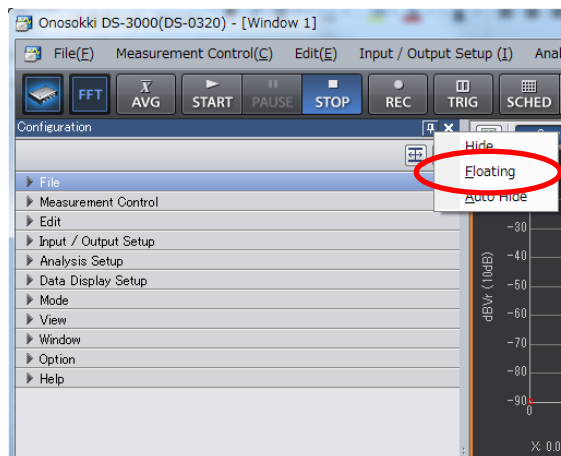 Onosokki DS-3000(DS-0320) - [Window 1]
File(F) Measurement Control(C) Edit(E) Input / Output Setup (I) Anal
FFT X AVG START PAUSE STOP REC TRIG SCHED
Configuration
Hide
Floating
Auto Hide
File
Measurement Control
Edit
Input / Output Setup
Analysis Setup
Data Display Setup
Mode
View
Window
Option
Help
dBVr (10dB)
-30
-40
-50
-60
-70
-80
-90
0
X: 0.0